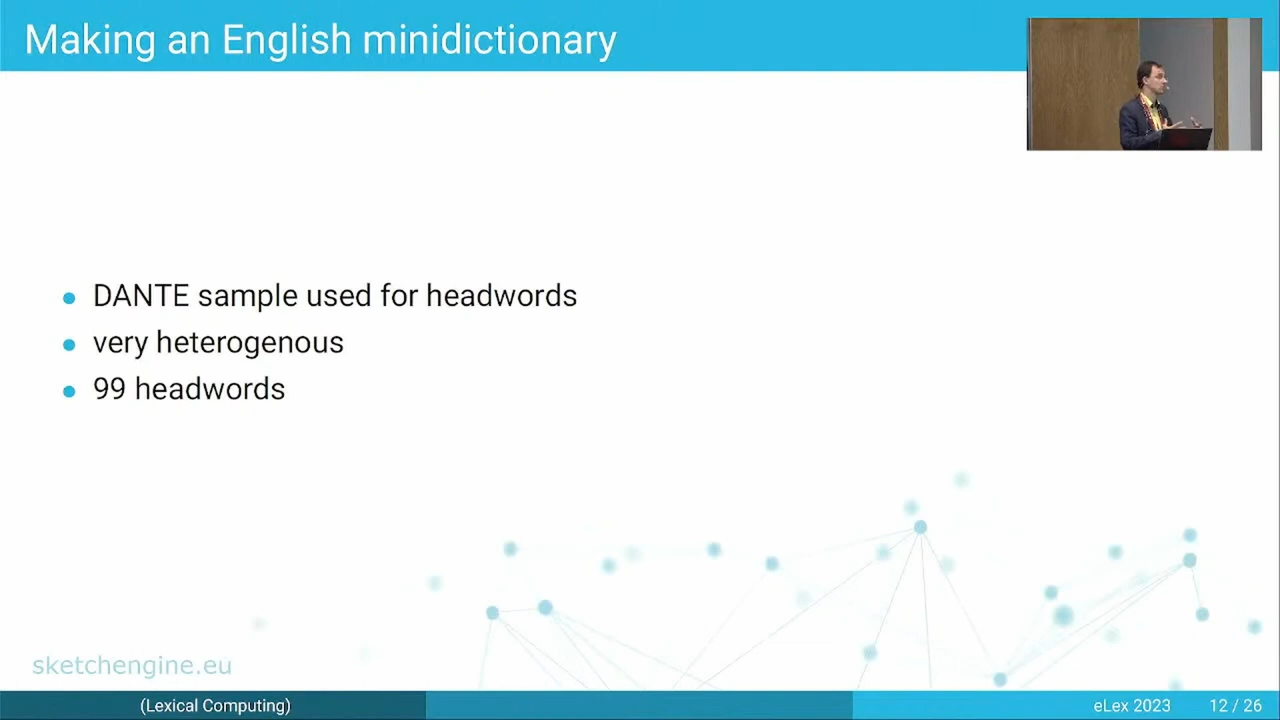 Making an English minidictionary
DANTE sample used for headwords
very heterogenous
99 headwords
sketchengine.eu
(Lexical Computing)
eLex 2023
12 / 26